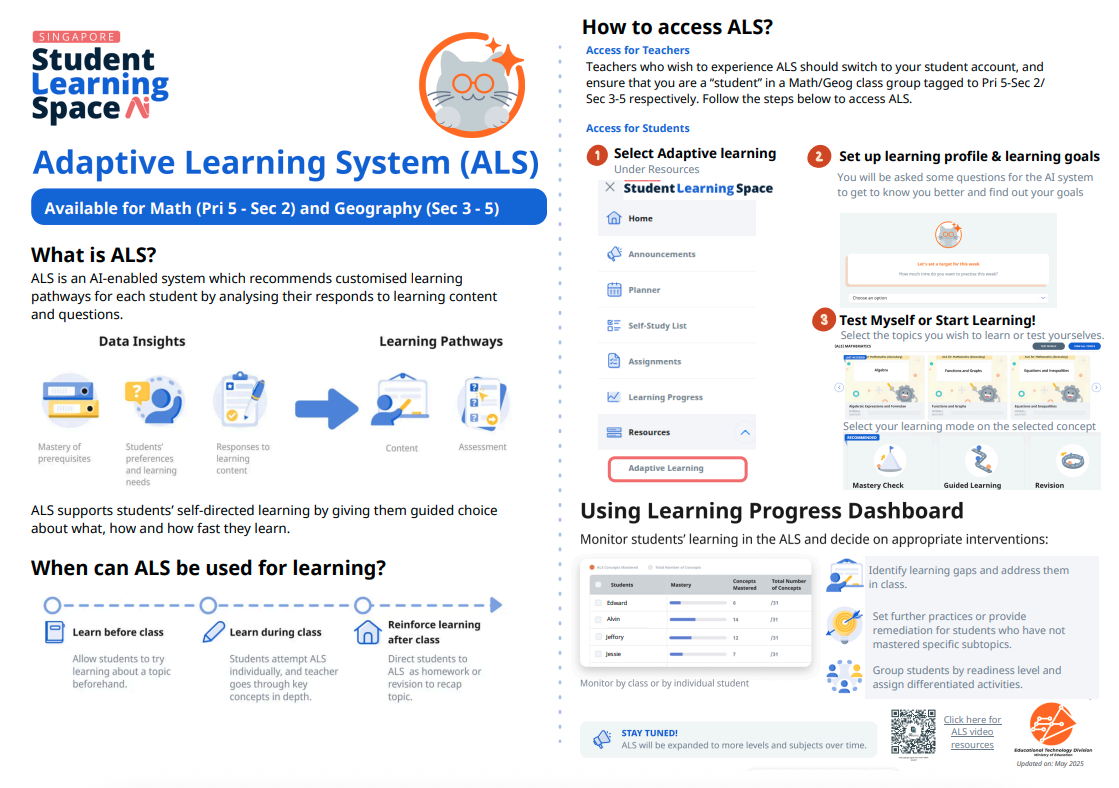 SINGAPORE
Student
Learning
Space Ai
Adaptive Learning System (ALS)
Available for Math (Pri 5 - Sec 2) and Geography (Sec 3 - 5)
What is ALS?
ALS is an AI-enabled system which recommends customised learning
pathways for each student by analysing their responds to learning content
and questions.
Data Insights
Learning Pathways
Mastery of
prerequisites
Students'
preferences
and learning
needs
Responses to
learning
content
Content
Assessment
ALS supports students' self-directed learning by giving them guided choice
about what, how and how fast they learn.
When can ALS be used for learning?
Learn before class
Allow students to try
learning about a topic
beforehand.
Learn during class
Students attempt ALS
individually, and teacher
goes through key
concepts in depth.
Reinforce learning
after class
Direct students to
ALS as homework or
revision to recap
topic.
How to access ALS?
Access for Teachers
Teachers who wish to experience ALS should switch to your student account, and
ensure that you are a "student" in a Math/Geog class group tagged to Pri 5-Sec 2/
Sec 3-5 respectively. Follow the steps below to access ALS.
Access for Students
1 Select Adaptive learning
Under Resources
Student Learning Space
Home
Announcements
Planner
Self-Study List
Assignments
Learning Progress
Resources
Adaptive Learning
2 Set up learning profile & learning goals
You will be asked some questions for the AI system
to get to know you better and find out your goals
Let's set a target for this week
How much time do you want to practise this week?
Choose an option
3 Test Myself or Start Learning!
Select the topics you wish to learn or test yourselves.
[ALS] MATHEMATICS
Algebra
Functions and Graphs
Equations and Inequalities
Algebraic Expressions and Formulae
Functions and Graphs
Equations and Inequalities
Select your learning mode on the selected concept
RECOMMENDED
Mastery Check
Guided Learning
Revision
Using Learning Progress Dashboard
Monitor students' learning in the ALS and decide on appropriate interventions:
ALS Concepts Mastered
Total Number of Concepts
Students Mastery Concepts Mastered Total Number of Concepts
Edward 8 /31
Alvin 14 /31
Jeffory 12 /31
Jessie 7 /31
Monitor by class or by individual student
Identify learning gaps and address them
in class.
Set further practices or provide
remediation for students who have not
mastered specific subtopics.
Group students by readiness level and
assign differentiated activities.
STAY TUNED!
ALS will be expanded to more levels and subjects over time.
Click here for
ALS video
resources
Educational Technology Division
Ministry of Education
Updated on: May 2025